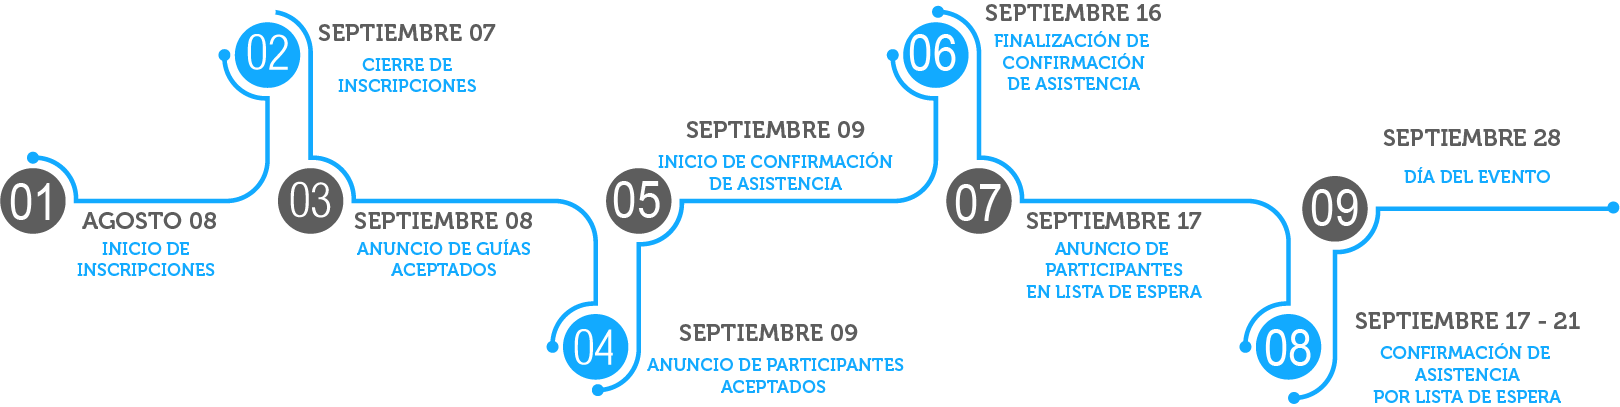 01
AGOSTO 08
INICIO DE
INSCRIPCIONES
02
SEPTIEMBRE 07
CIERRE DE
INSCRIPCIONES
03
SEPTIEMBRE 08
ANUNCIO DE GUÍAS
ACEPTADOS
04
SEPTIEMBRE 09
ANUNCIO DE PARTICIPANTES
ACEPTADOS
05
SEPTIEMBRE 09
INICIO DE CONFIRMACIÓN
DE ASISTENCIA
06
SEPTIEMBRE 16
FINALIZACIÓN DE
CONFIRMACIÓN
DE ASISTENCIA
07
SEPTIEMBRE 17
ANUNCIO DE
PARTICIPANTES
EN LISTA DE ESPERA
08
SEPTIEMBRE 17 - 21
CONFIRMACIÓN DE
ASISTENCIA
POR LISTA DE ESPERA
09
SEPTIEMBRE 28
DÍA DEL EVENTO